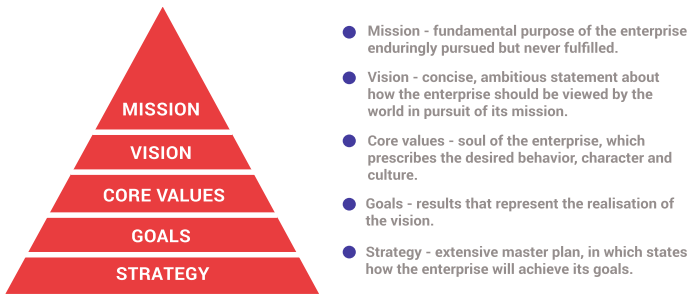 MISSION
VISION
CORE VALUES
GOALS
STRATEGY
Mission - fundamental purpose of the enterprise
enduringly pursued but never fulfilled.
Vision - concise, ambitious statement about
how the enterprise should be viewed by the
world in pursuit of its mission.
Core values - soul of the enterprise, which
prescribes the desired behavior, character and
culture.
Goals - results that represent the realisation of
the vision.
Strategy - extensive master plan, in which states
how the enterprise will achieve its goals.